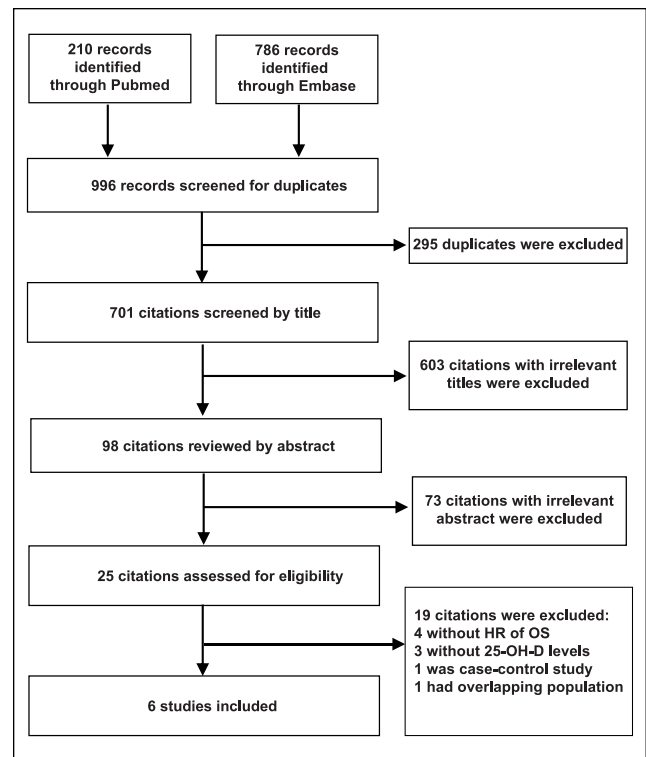 210 records
identified
through Pubmed
786 records
identified
through Embase
996 records screened for duplicates
295 duplicates were excluded
701 citations screened by title
603 citations with irrelevant
titles were excluded
98 citations reviewed by abstract
73 citations with irrelevant
abstract were excluded
25 citations assessed for eligibility
19 citations were excluded:
4 without HR of OS
3 without 25-OH-D levels
1 was case-control study
1 had overlapping population
6 studies included